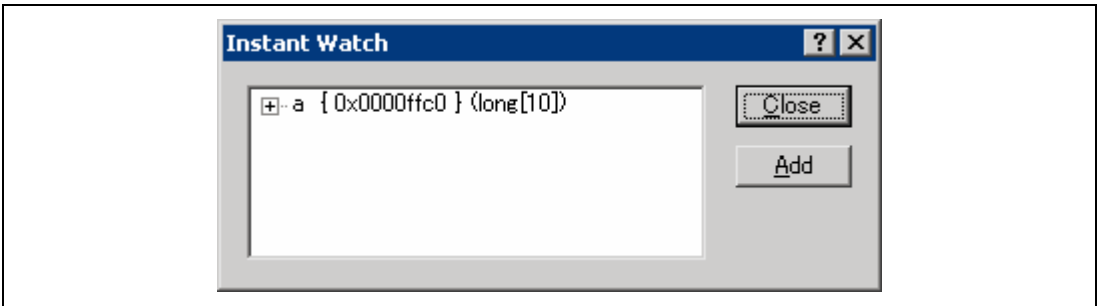 Instant Watch
a { 0x0000ffc0 } (long[10])
Close
Add